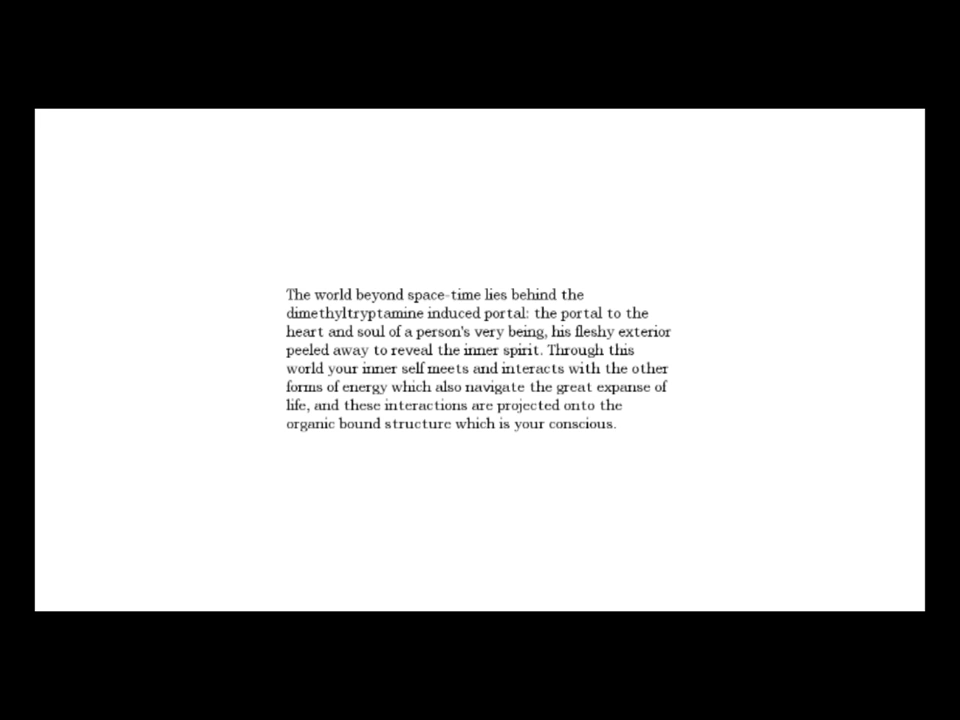 The world beyond space-time lies behind the
dimethyltryptamine induced portal: the portal to the
heart and soul of a person's very being, his fleshy exterior
peeled away to reveal the inner spirit. Through this
world your inner self meets and interacts with the other
forms of energy which also navigate the great expanse of
life, and these interactions are projected onto the
organic bound structure which is your conscious.